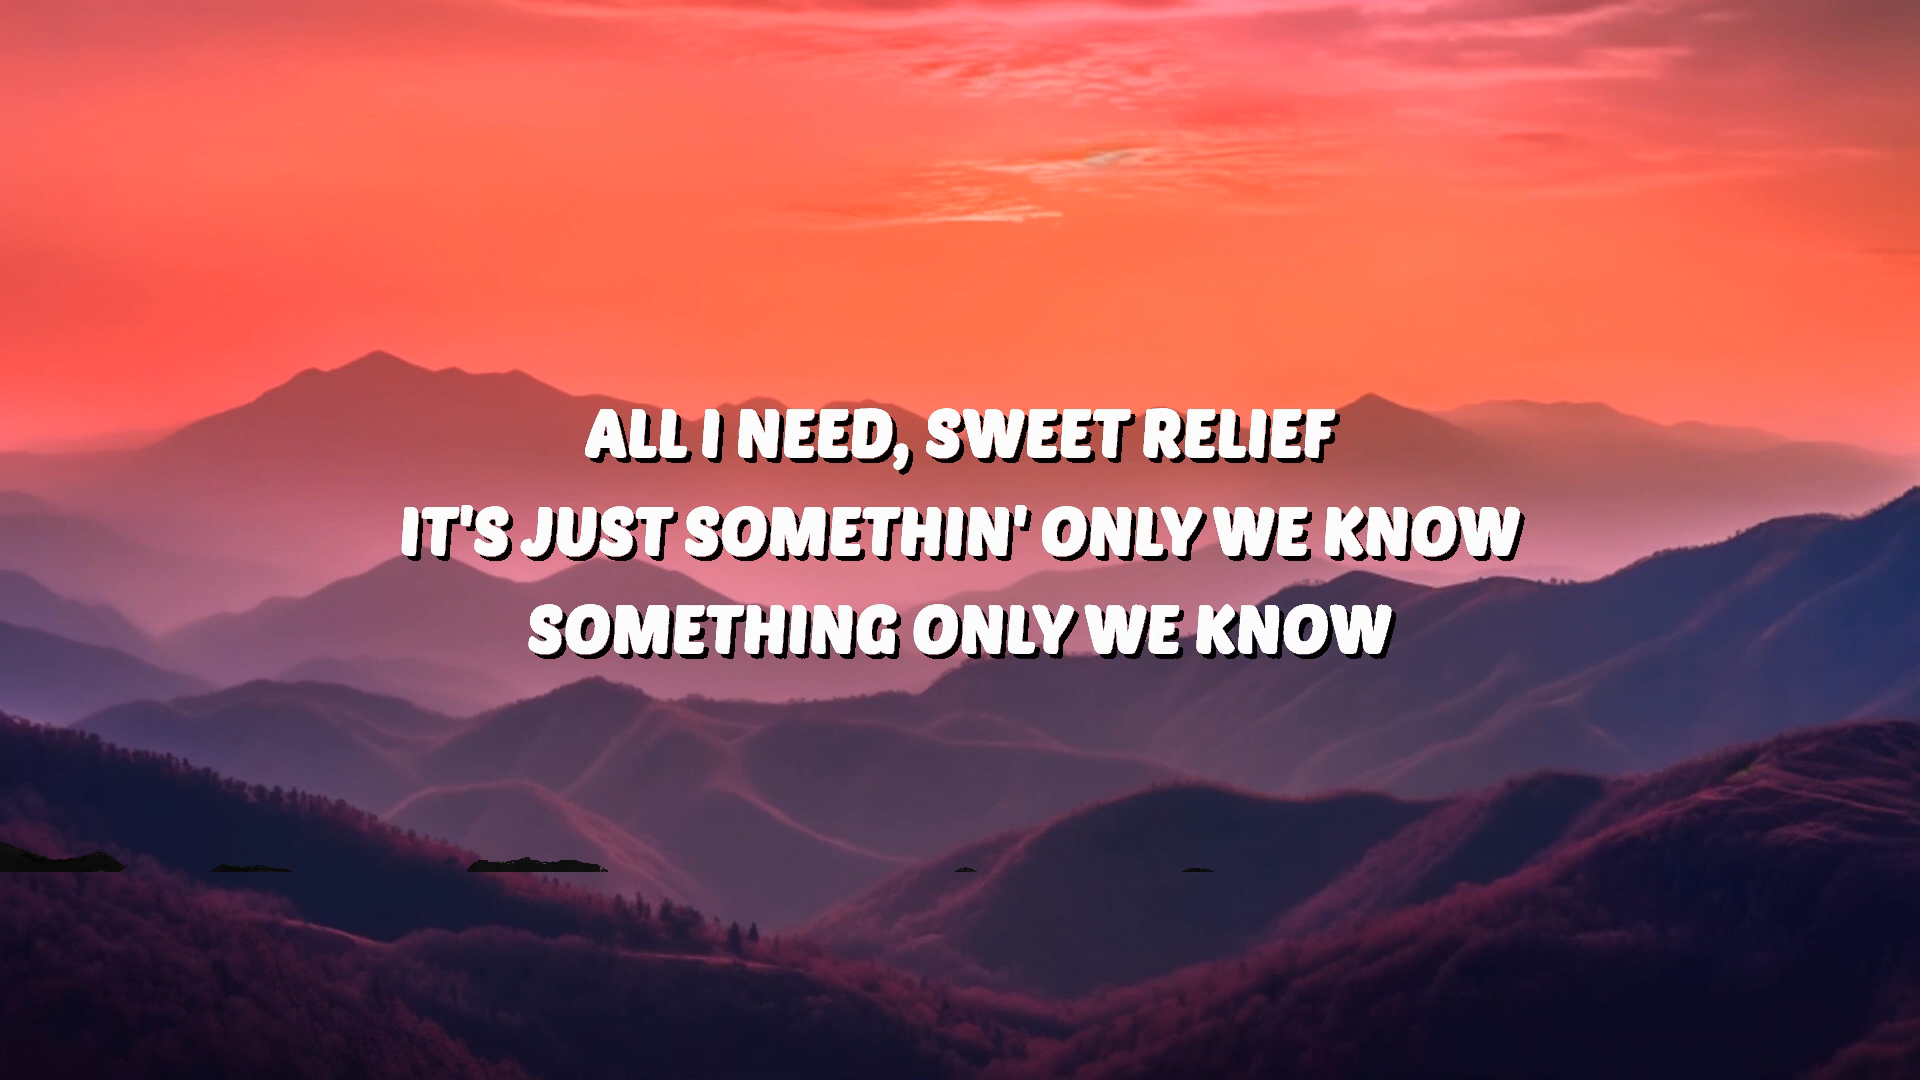 ALL I NEED, SWEET RELIEF
IT'S JUST SOMETHIN' ONLY WE KNOW
SOMETHING ONLY WE KNOW